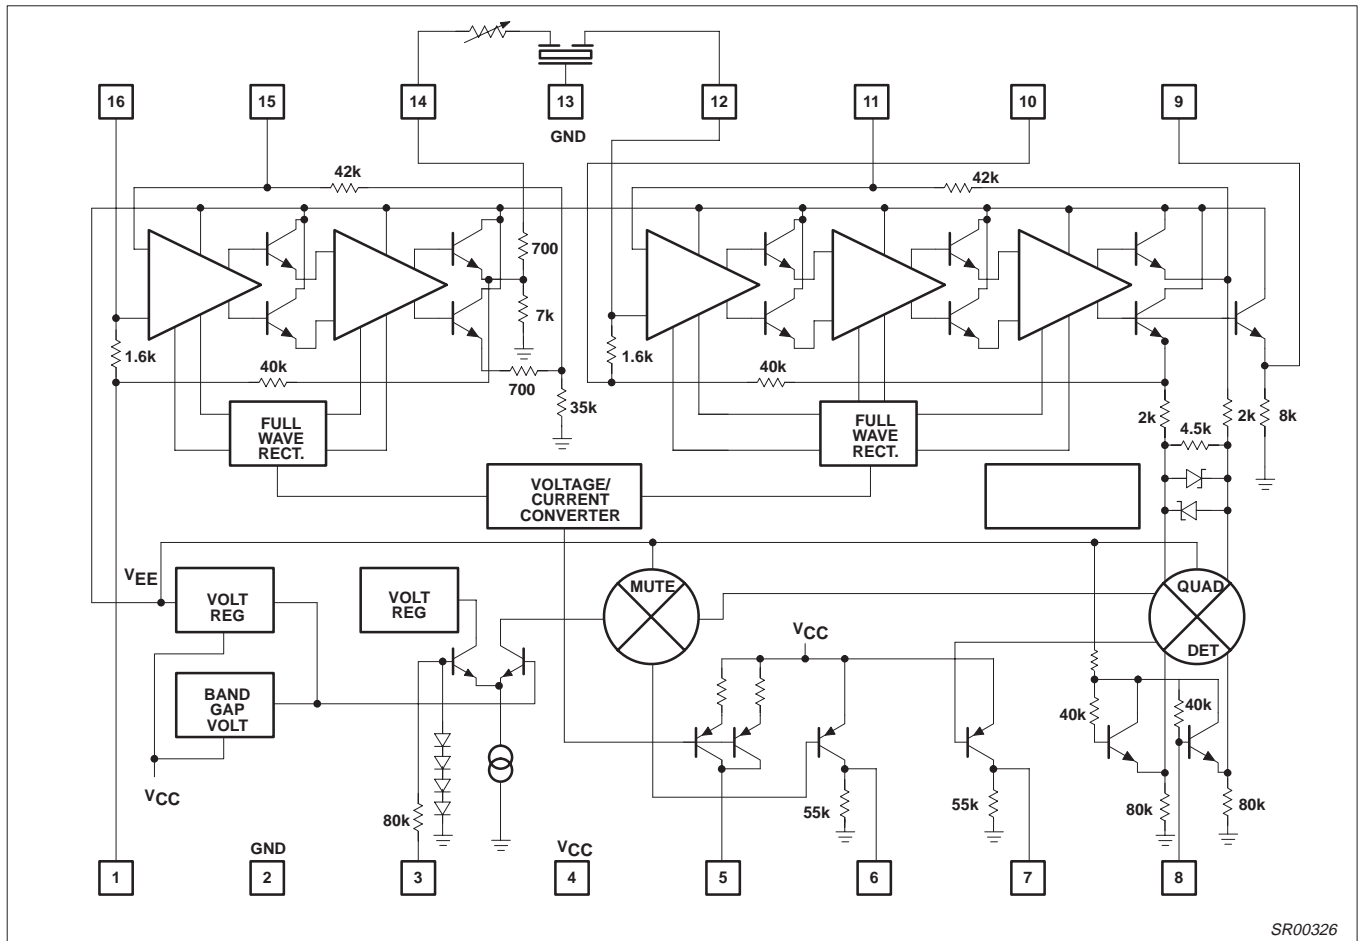 16
15
14
13
12
11
10
9
GND
42k
42k
700
7k
1.6k
40k
700
35k
1.6k
40k
2k
2k
8k
4.5k
FULL
WAVE
RECT.
FULL
WAVE
RECT.
VOLTAGE/
CURRENT
CONVERTER
VEE
VOLT
REG
VOLT
REG
MUTE
QUAD
DET
VCC
BAND
GAP
VOLT
VCC
40k
40k
80k
55k
55k
80k
80k
GND
VCC
1
2
3
4
5
6
7
8
SR00326